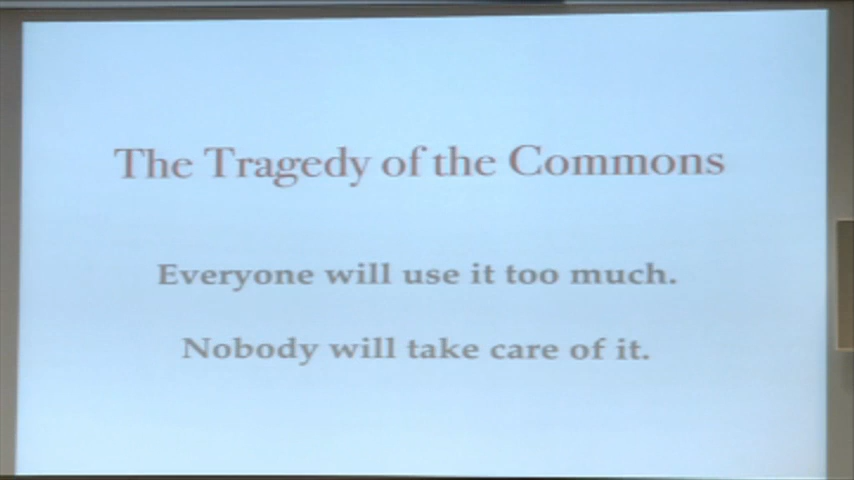 The Tragedy of the Commons
Everyone will use it too much.
Nobody will take care of it.